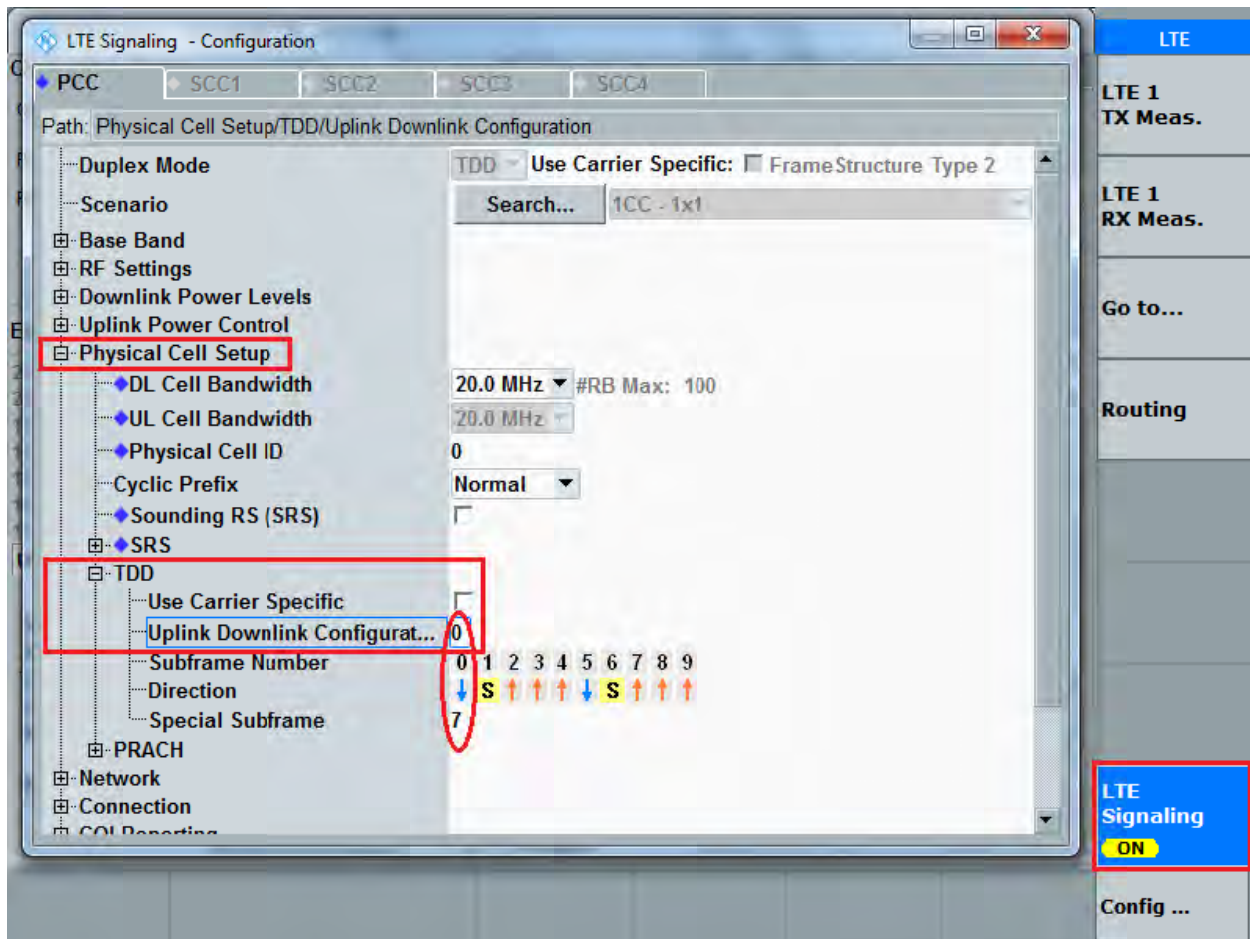 LTE Signaling - Configuration
LTE
PCC SCC1 SCC2 SCC3 SCC4
LTE 1
TX Meas.
Path: Physical Cell Setup/TDD/Uplink Downlink Configuration
Duplex Mode TDD Use Carrier Specific: FrameStructure Type 2
Scenario Search... 1CC - 1x1
LTE 1
RX Meas.
Base Band
RF Settings
Downlink Power Levels
Go to...
Uplink Power Control
Physical Cell Setup
DL Cell Bandwidth 20.0 MHz #RB Max: 100
UL Cell Bandwidth 20.0 MHz
Routing
Physical Cell ID 0
Cyclic Prefix Normal
Sounding RS (SRS)
SRS
TDD
Use Carrier Specific
Uplink Downlink Configurat... 0
Subframe Number 0 1 2 3 4 5 6 7 8 9
Direction ↓ S ↑ ↑ ↑ ↓ S ↑ ↑ ↑
Special Subframe 7
PRACH
Network
Connection
LTE
Signaling
ON
Config ...